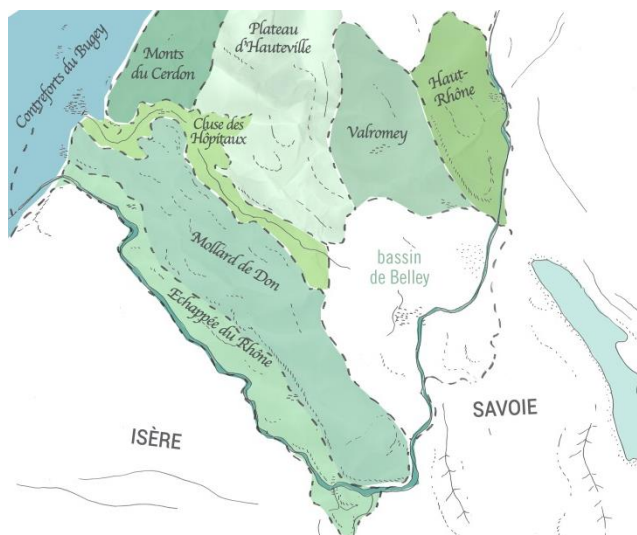 Plateau
d'Hauteville
Monts
du Cerdon
Contreforts du Bugey
Haut-
Rhône
Cluse des
Hôpitaux
Valromey
Mollard de Don
bassin
de Belley
Echappée du Rhône
SAVOIE
ISÈRE